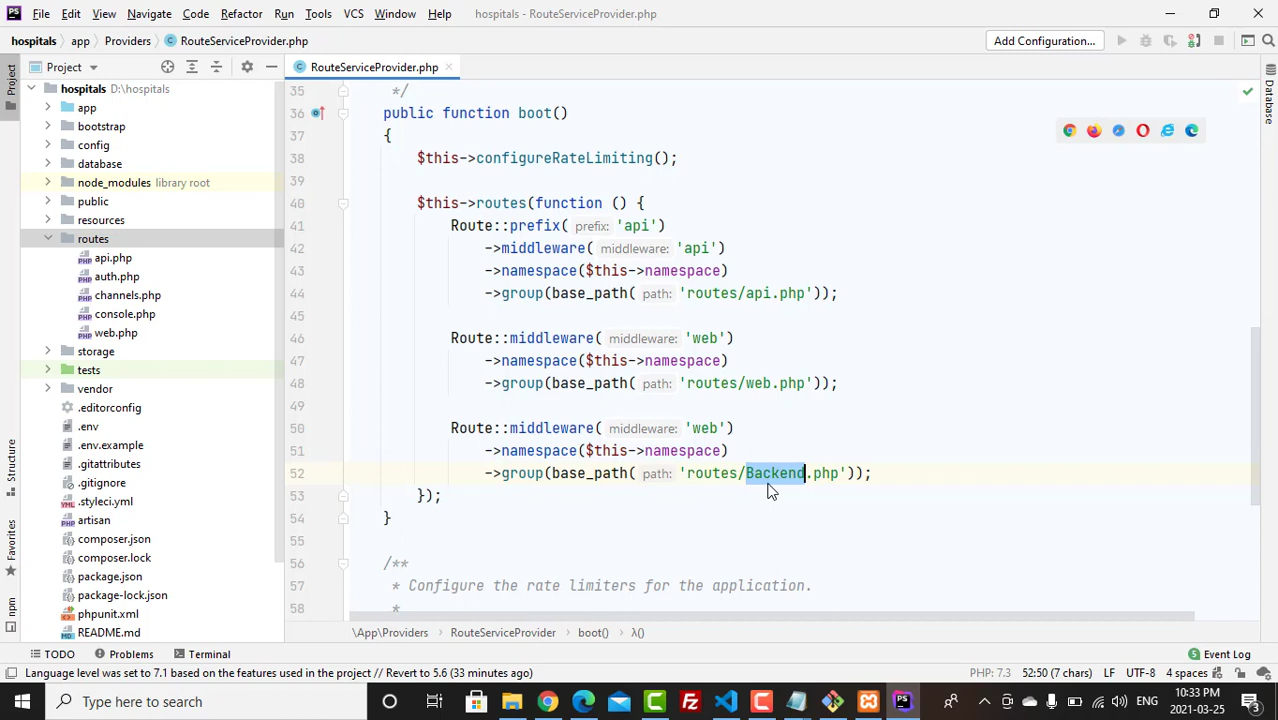 PS File Edit View Navigate Code Refactor Run Tools VCS Window Help hospitals - RouteServiceProvider.php
hospitals app Providers RouteServiceProvider.php Add Configuration...
Project RouteServiceProvider.php
Project
Database
Structure
Favorites
npm
hospitals D:\hospitals
app
bootstrap
config
database
node_modules library root
public
resources
routes
api.php
auth.php
channels.php
console.php
web.php
storage
tests
vendor
.editorconfig
.env
.env.example
.gitattributes
.gitignore
.styleci.yml
artisan
composer.json
composer.lock
package.json
package-lock.json
phpunit.xml
README.md
35 */
36 public function boot()
37 {
38 $this->configureRateLimiting();
39
40 $this->routes(function () {
41 Route::prefix( prefix: 'api')
42 ->middleware( middleware: 'api')
43 ->namespace($this->namespace)
44 ->group(base_path( path: 'routes/api.php'));
45
46 Route::middleware( middleware: 'web')
47 ->namespace($this->namespace)
48 ->group(base_path( path: 'routes/web.php'));
49
50 Route::middleware( middleware: 'web')
51 ->namespace($this->namespace)
52 ->group(base_path( path: 'routes/Backend.php'));
53 });
54 }
55
56 /**
57 * Configure the rate limiters for the application.
58 *
\App\Providers RouteServiceProvider boot() λ()
TODO Problems Terminal Event Log
Language level was set to 7.1 based on the features used in the project // Revert to 5.6 (33 minutes ago) PHP: 7.3 52:50 (7 chars) LF UTF-8 4 spaces
Type here to search ENG 10:33 PM
2021-03-25
3